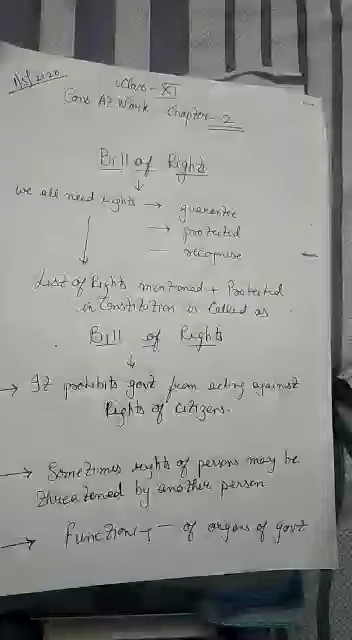 Class - XI
Cons At Work Chapter - 2
Bill of Rights
we all need rights → guarantee
→ protected
— recognise
List of Rights mentioned + Protected
in Constitution is called as
Bill of Rights
→ It prohibits govt from acting against
Rights of citizens.
→ Sometimes rights of persons may be
threatened by another person
→ Function of organs of govt